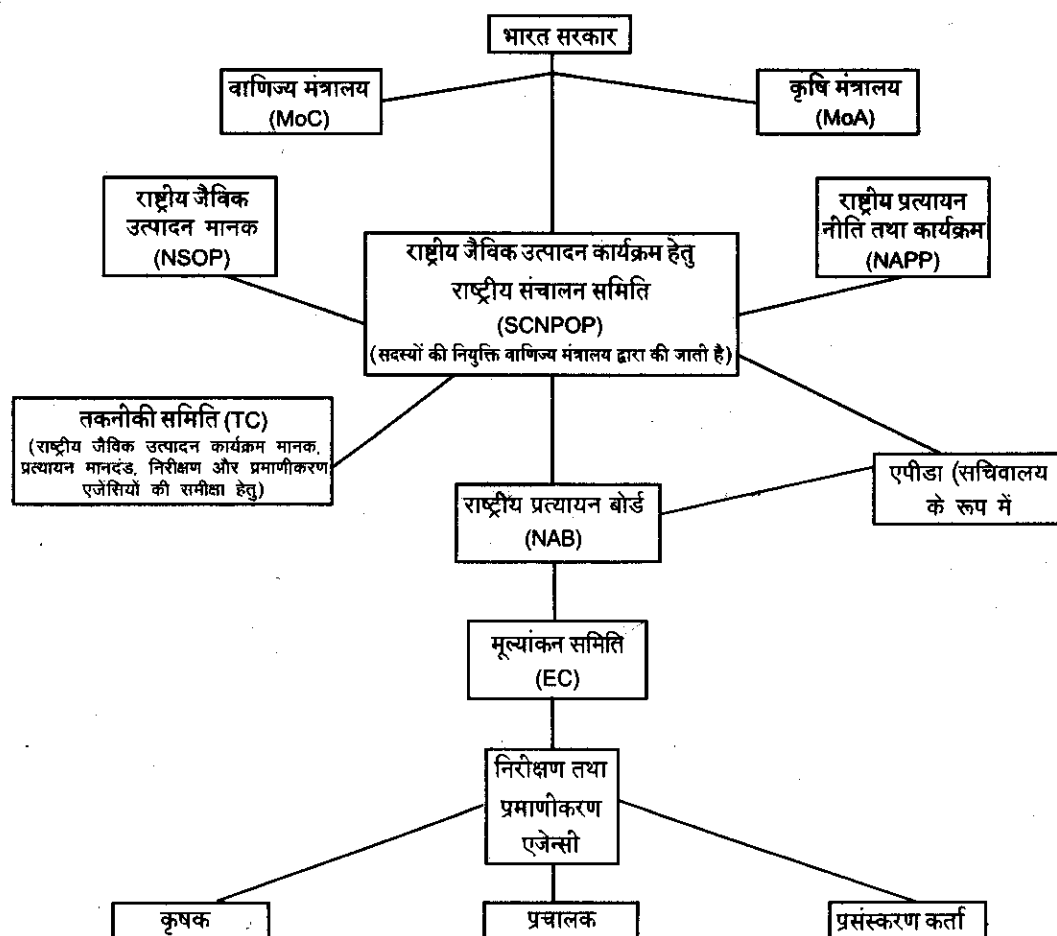 भारत सरकार
वाणिज्य मंत्रालय
(MoC)
कृषि मंत्रालय
(MoA)
राष्ट्रीय जैविक
उत्पादन मानक
(NSOP)
राष्ट्रीय प्रत्यायन
नीति तथा कार्यक्रम
(NAPP)
राष्ट्रीय जैविक उत्पादन कार्यक्रम हेतु
राष्ट्रीय संचालन समिति
(SCNPOP)
(सदस्यों की नियुक्ति वाणिज्य मंत्रालय द्वारा की जाती है)
तकनीकी समिति (TC)
(राष्ट्रीय जैविक उत्पादन कार्यक्रम मानक,
प्रत्यायन मानदंड, निरीक्षण और प्रमाणीकरण
एजेंसियों की समीक्षा हेतु)
एपीडा (सचिवालय
के रूप में
राष्ट्रीय प्रत्यायन बोर्ड
(NAB)
मूल्यांकन समिति
(EC)
निरीक्षण तथा
प्रमाणीकरण
एजेन्सी
कृषक
प्रचालक
प्रसंस्करण कर्ता